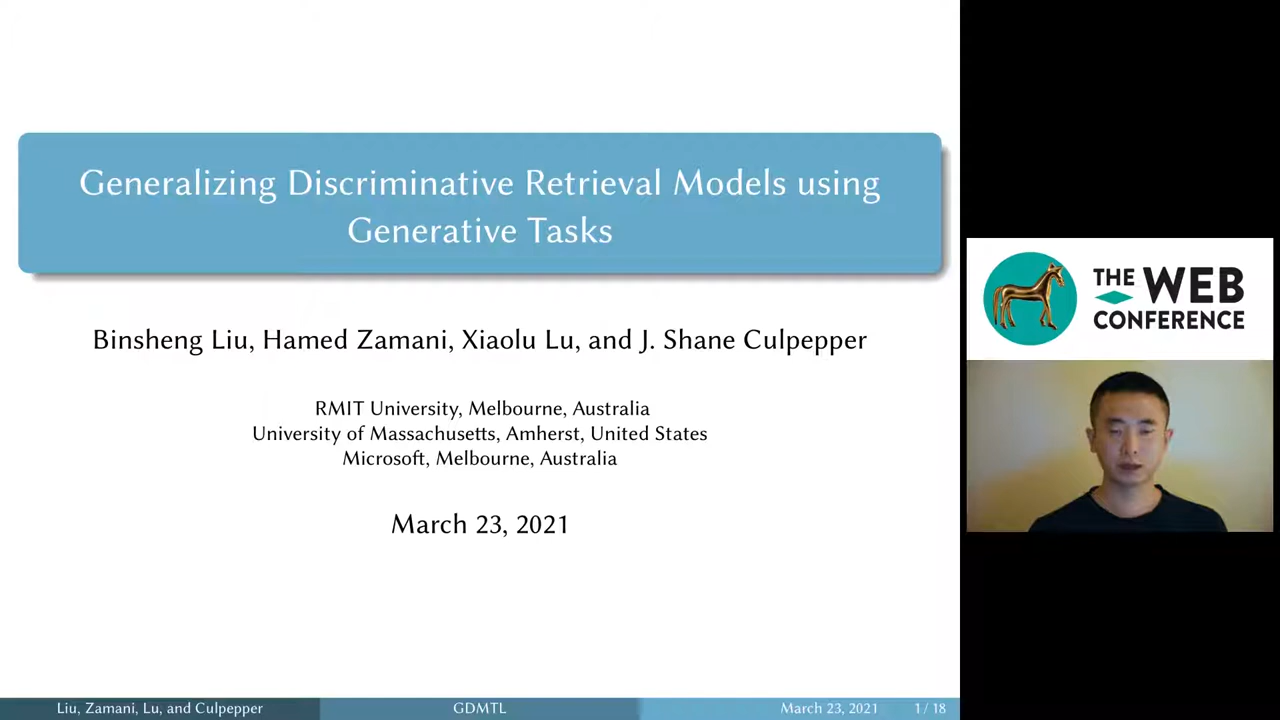 Generalizing Discriminative Retrieval Models using
Generative Tasks
Binsheng Liu, Hamed Zamani, Xiaolu Lu, and J. Shane Culpepper
RMIT University, Melbourne, Australia
University of Massachusetts, Amherst, United States
Microsoft, Melbourne, Australia
March 23, 2021
Liu, Zamani, Lu, and Culpepper
GDMTL
March 23, 2021
1 / 18
THE WEB
CONFERENCE